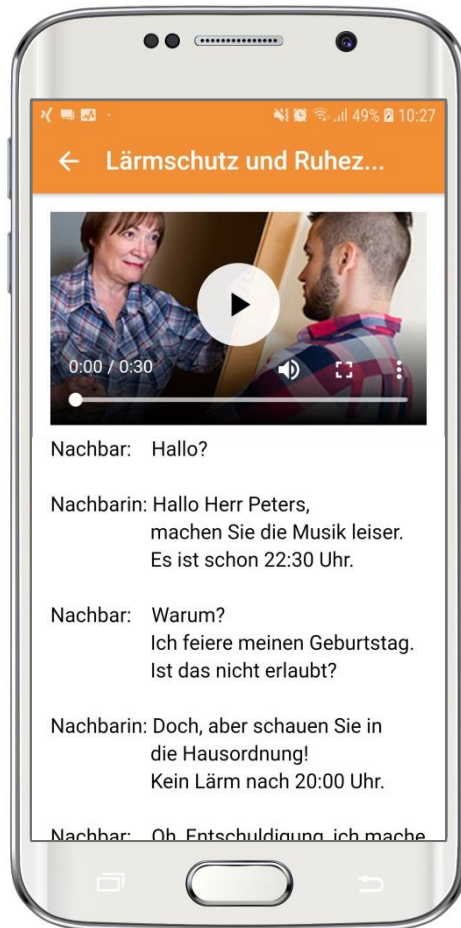 49% 10:27
Lärmschutz und Ruhez...
0:00 / 0:30
Nachbar: Hallo?
Nachbarin: Hallo Herr Peters,
machen Sie die Musik leiser.
Es ist schon 22:30 Uhr.
Nachbar: Warum?
Ich feiere meinen Geburtstag.
Ist das nicht erlaubt?
Nachbarin: Doch, aber schauen Sie in
die Hausordnung!
Kein Lärm nach 20:00 Uhr.
Nachbar: Oh, Entschuldigung, ich mache